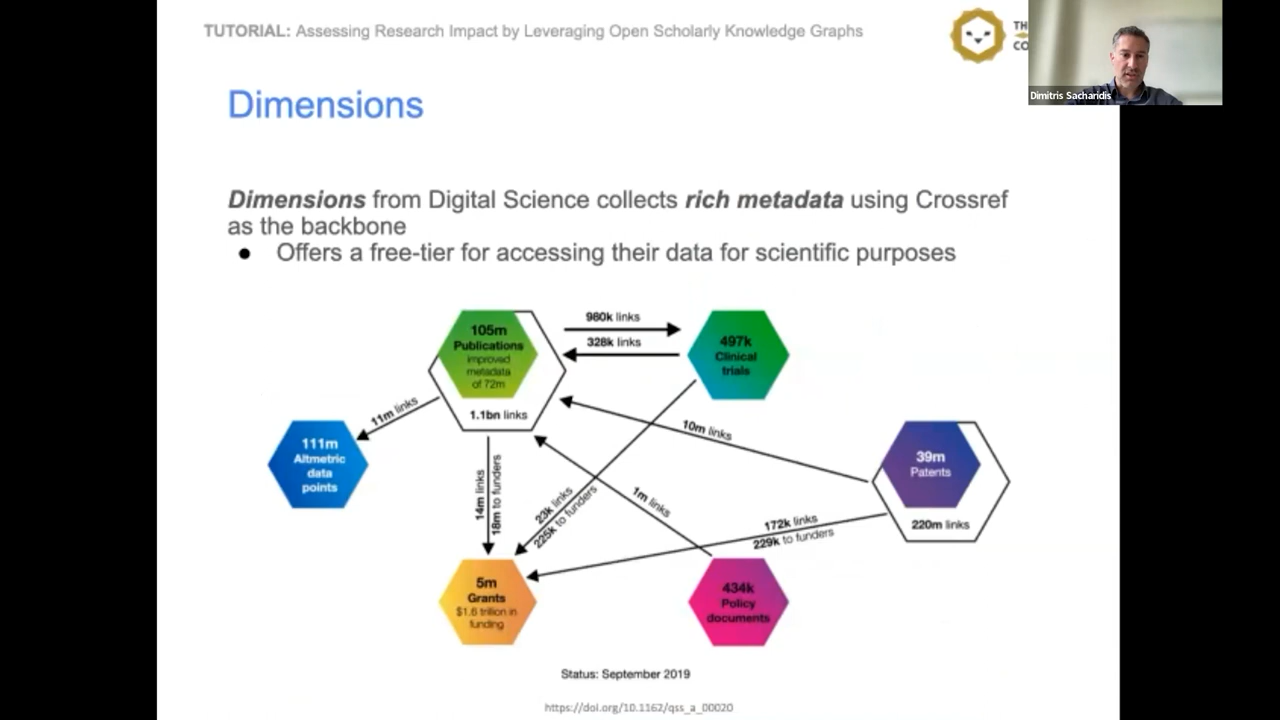 TUTORIAL: Assessing Research Impact by Leveraging Open Scholarly Knowledge Graphs
TH
CO
Dimitris Sacharidis
Dimensions
Dimensions from Digital Science collects rich metadata using Crossref
as the backbone
● Offers a free-tier for accessing their data for scientific purposes
105m
Publications
improved
metadata
of 72m
1.1bn links
980k links
328k links
497k
Clinical
trials
11m links
111m
Altmetric
data
points
10m links
39m
Patents
220m links
14m links
18m to funders
23k links
225k to funders
1m links
172k links
229k to funders
5m
Grants
$1.6 trillion in
funding
434k
Policy
documents
Status: September 2019
https://doi.org/10.1162/qss_a_00020